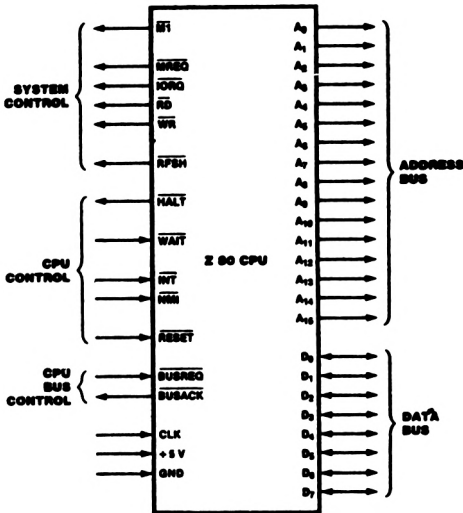 SYSTEM
CONTROL
M1
MREQ
IORQ
RD
WR
RFSH
CPU
CONTROL
HALT
WAIT
INT
NMI
RESET
CPU
BUS
CONTROL
BUSREQ
BUSACK
CLK
+ 5 V
GND
Z 80 CPU
A0
A1
A2
A3
A4
A5
A6
A7
A8
A9
A10
A11
A12
A13
A14
A15
ADDRESS
BUS
D0
D1
D2
D3
D4
D5
D6
D7
DATA
BUS